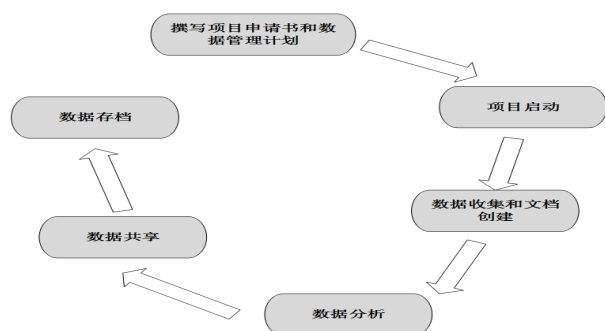 撰写项目申请书和数
据管理计划
项目启动
数据收集和文档
创建
数据分析
数据共享
数据存档